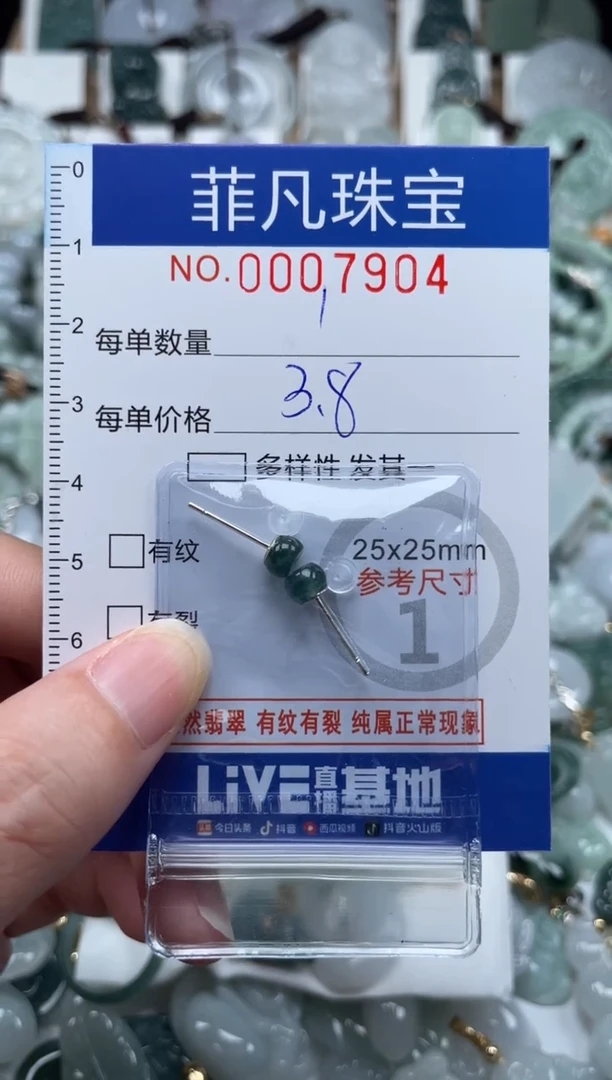 0
菲凡珠宝
1
NO.0007904
2
每单数量 1
3
每单价格 3.8
4
多样性 发其一
5
有纹
25x25mm
参考尺寸
1
有裂
6
然翡翠 有纹有裂 纯属正常现象
LiVE直播基地
今日头条 抖音 西瓜视频 抖音火山版